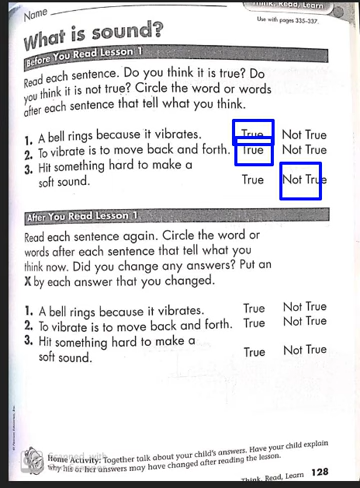 Name
Think, Read, Learn
Use with pages 335-337.
What is sound?
Before You Read Lesson 1
Read each sentence. Do you think it is true? Do
you think it is not true? Circle the word or words
after each sentence that tell what you think.
1. A bell rings because it vibrates. True Not True
2. To vibrate is to move back and forth. True Not True
3. Hit something hard to make a
soft sound. True Not True
After You Read Lesson 1
Read each sentence again. Circle the word or
words after each sentence that tell what you
think now. Did you change any answers? Put an
X by each answer that you changed.
1. A bell rings because it vibrates. True Not True
2. To vibrate is to move back and forth. True Not True
3. Hit something hard to make a
soft sound. True Not True
Home Activity: Together talk about your child's answers. Have your child explain
why his or her answers may have changed after reading the lesson.
Think, Read, Learn 128